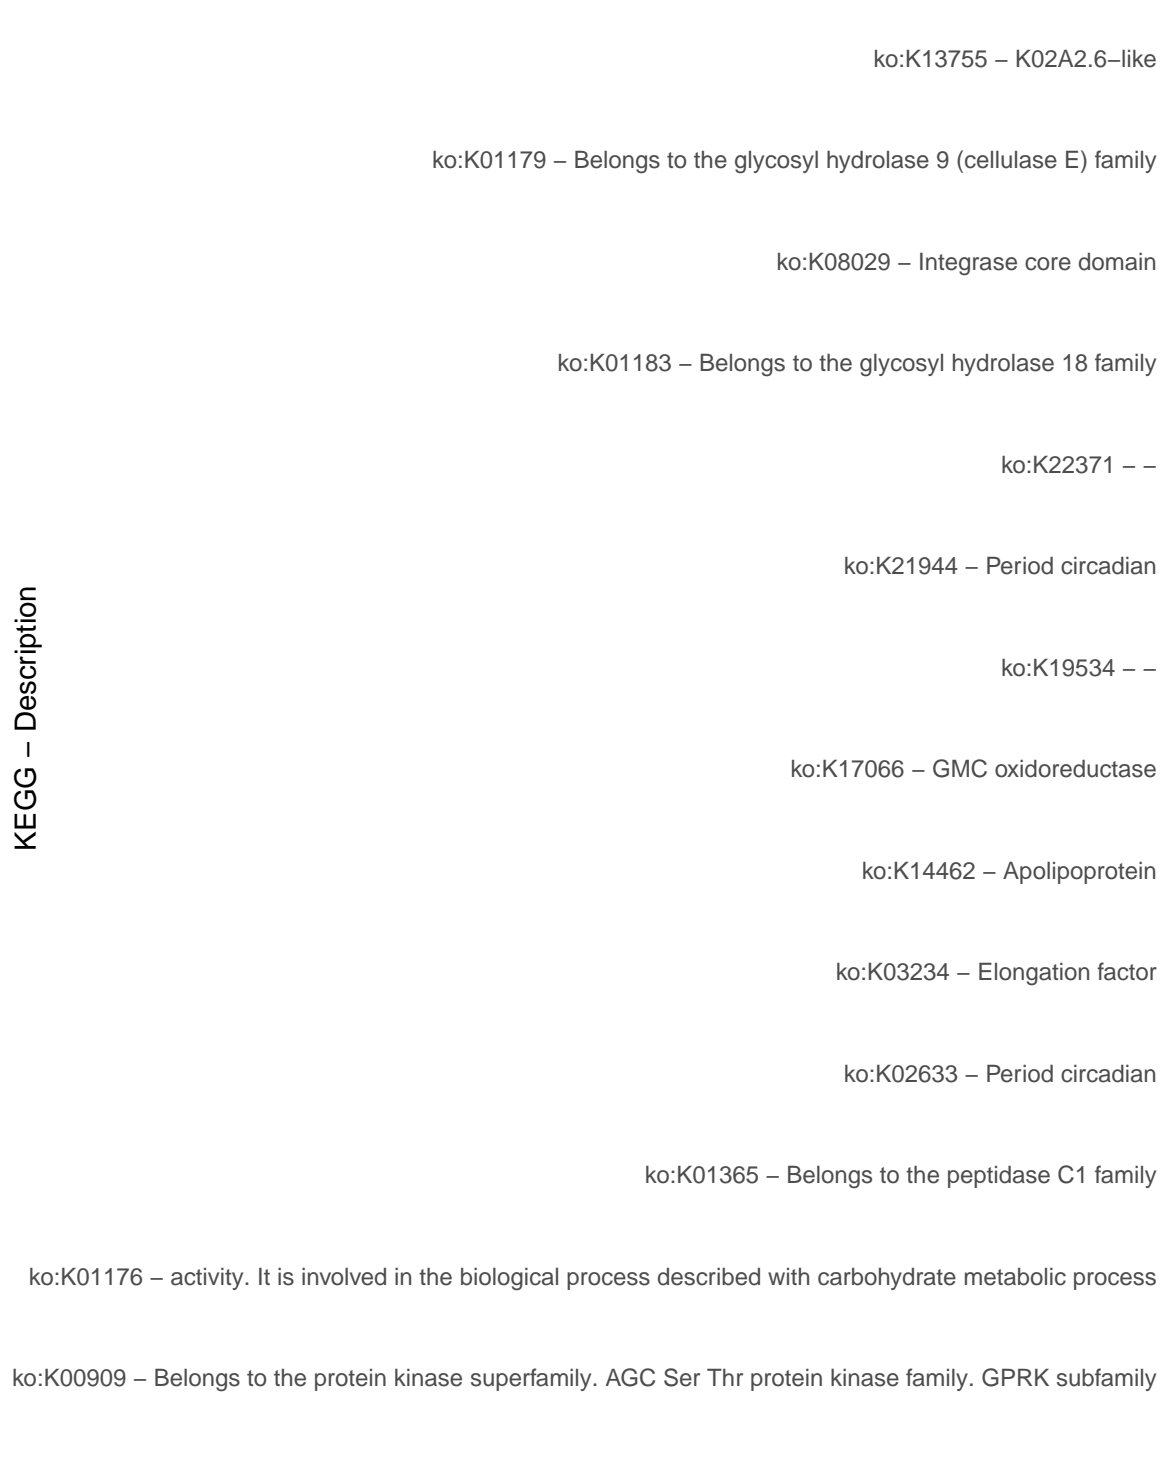 ko:K13755 – K02A2.6–like
ko:K01179 – Belongs to the glycosyl hydrolase 9 (cellulase E) family
ko:K08029 – Integrase core domain
ko:K01183 – Belongs to the glycosyl hydrolase 18 family
ko:K22371 – –
ko:K21944 – Period circadian
ko:K19534 – –
KEGG – Description
ko:K17066 – GMC oxidoreductase
ko:K14462 – Apolipoprotein
ko:K03234 – Elongation factor
ko:K02633 – Period circadian
ko:K01365 – Belongs to the peptidase C1 family
ko:K01176 – activity. It is involved in the biological process described with carbohydrate metabolic process
ko:K00909 – Belongs to the protein kinase superfamily. AGC Ser Thr protein kinase family. GPRK subfamily